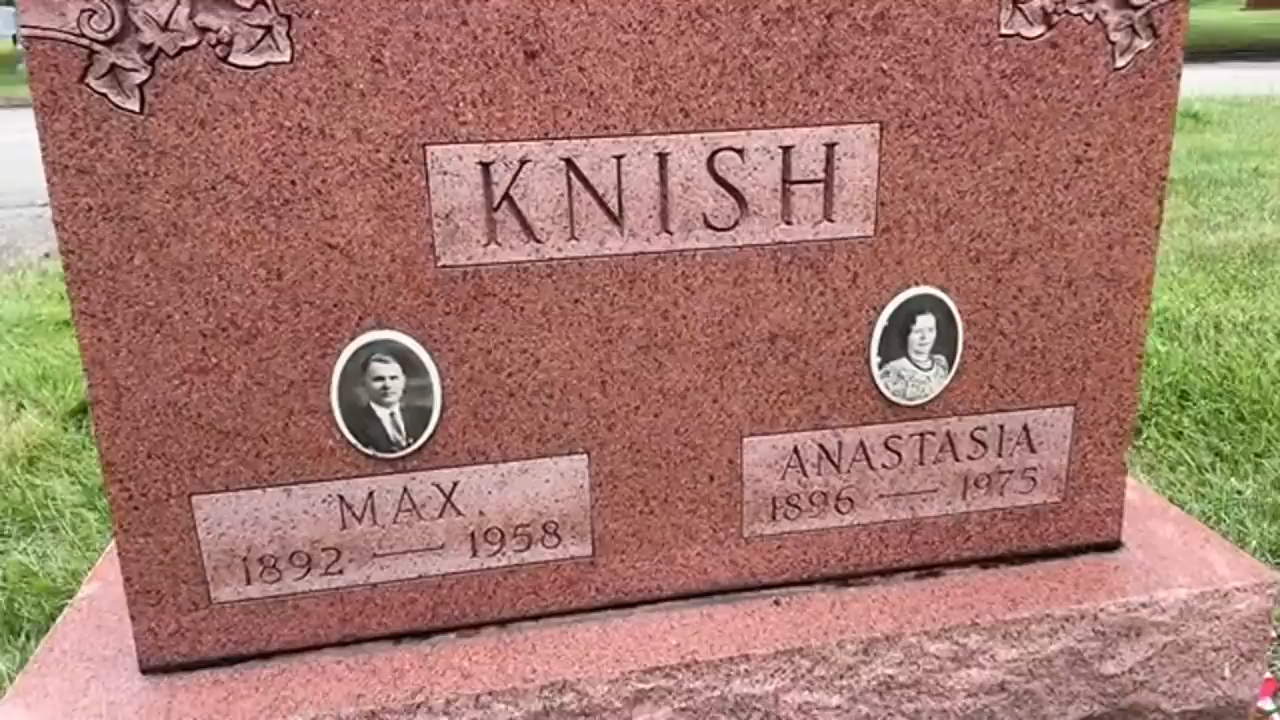 KNISH
MAX
1892 — 1958
ANASTASIA
1896 — 1975